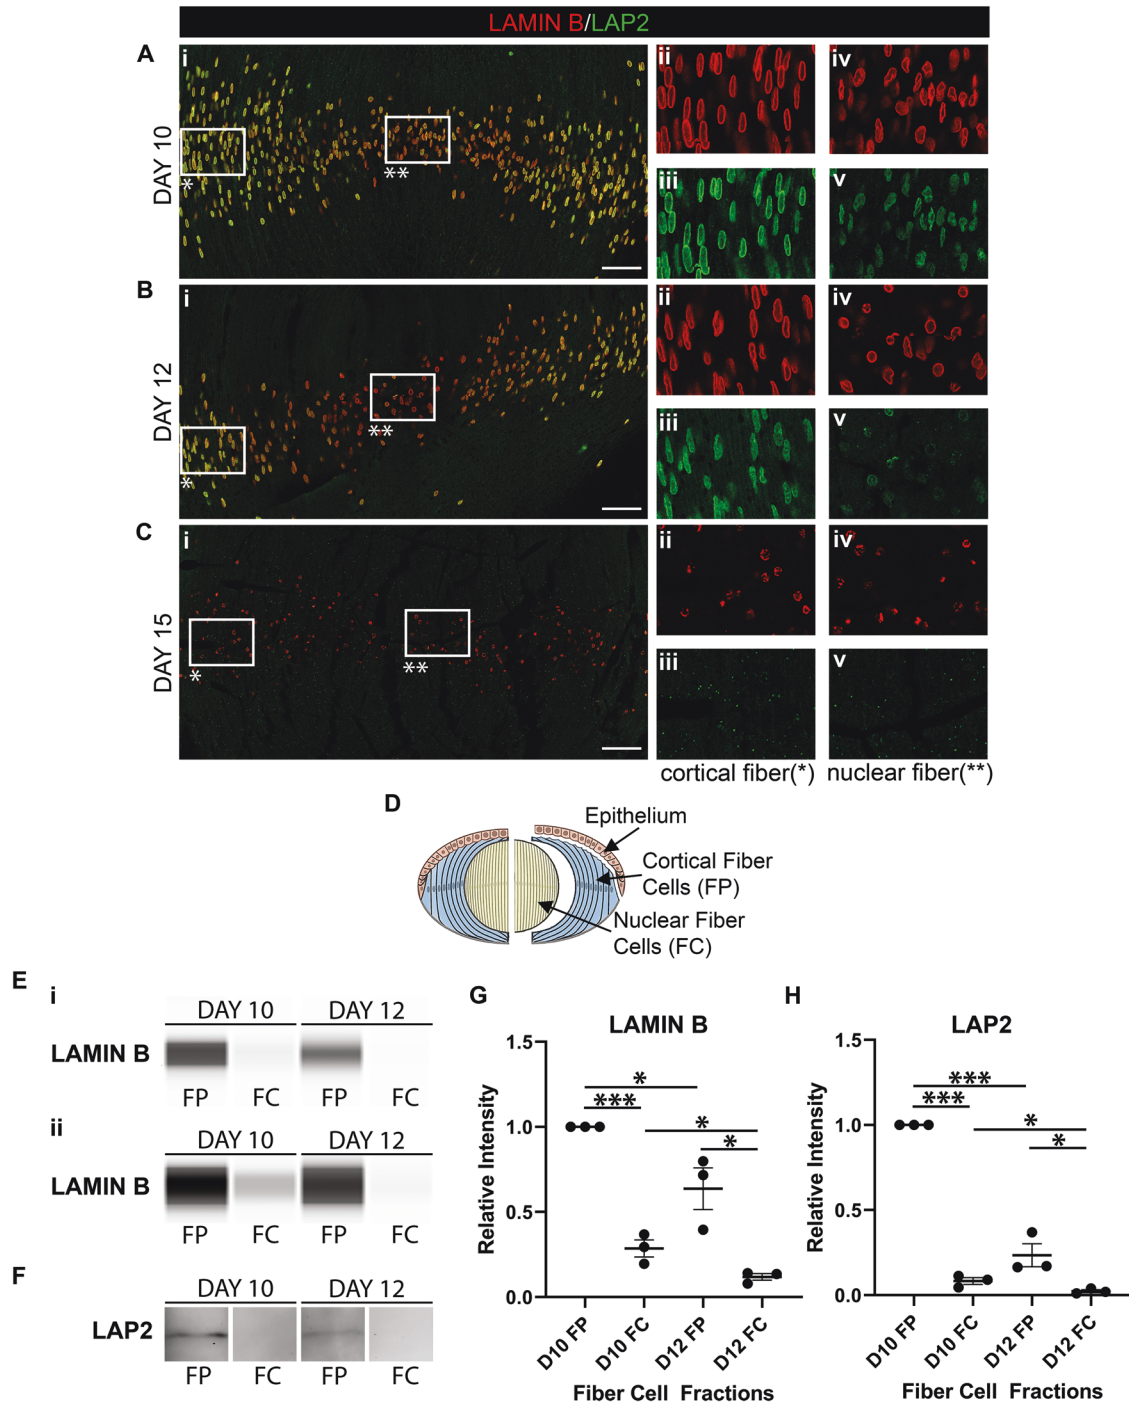 LAMIN B/LAP2
A
i
ii
iv
DAY 10
*
**
iii
v
B
i
ii
iv
DAY 12
*
**
iii
v
C
i
ii
iv
DAY 15
*
**
iii
v
cortical fiber(*) nuclear fiber(**)
D
Epithelium
Cortical Fiber
Cells (FP)
Nuclear Fiber
Cells (FC)
E
i
DAY 10 DAY 12
LAMIN B
FP FC FP FC
ii
DAY 10 DAY 12
LAMIN B
FP FC FP FC
F
DAY 10 DAY 12
LAP2
FP FC FP FC
G
LAMIN B
Relative Intensity
1.5
1.0
0.5
0.0
*
***
*
*
D10 FP
D10 FC
D12 FP
D12 FC
Fiber Cell Fractions
H
LAP2
Relative Intensity
1.5
1.0
0.5
0.0
***
***
*
*
D10 FP
D10 FC
D12 FP
D12 FC
Fiber Cell Fractions